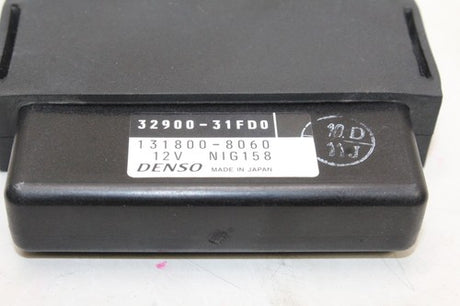 32900-31FD0
131800-8060
12V NIG158
DENSO MADE IN JAPAN